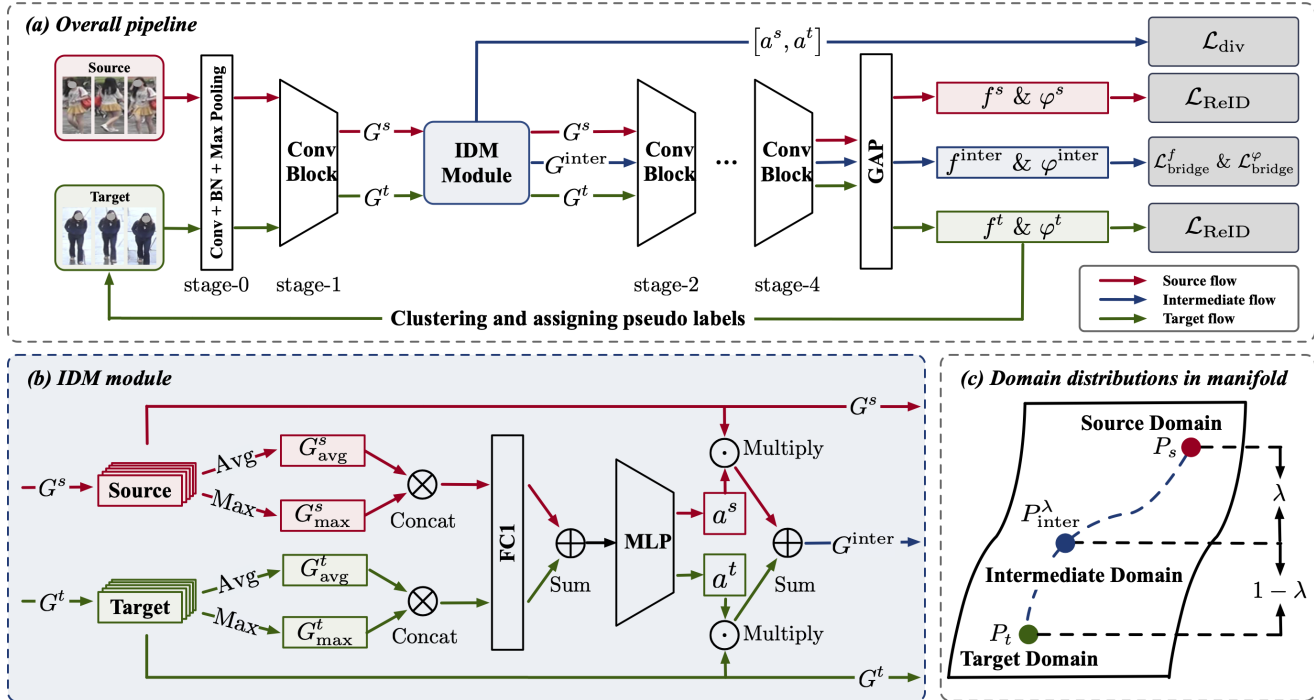 (a) Overall pipeline
Source
Target
Conv + BN + Max Pooling
stage-0
Conv
Block
stage-1
G^s
G^t
IDM
Module
[a^s, a^t]
G^s
G^inter
G^t
Conv
Block
stage-2
...
Conv
Block
stage-4
GAP
f^s & φ^s
f^inter & φ^inter
f^t & φ^t
ℒ_div
ℒ_ReID
ℒ^f_bridge & ℒ^φ_bridge
ℒ_ReID
Source flow
Intermediate flow
Target flow
Clustering and assigning pseudo labels
(b) IDM module
G^s
Source
Avg
Max
G^s_avg
G^s_max
Concat
G^t
Target
Avg
Max
G^t_avg
G^t_max
Concat
FC1
Sum
MLP
a^s
a^t
Multiply
Multiply
Sum
G^s
G^inter
G^t
(c) Domain distributions in manifold
Source Domain
P_s
λ
P^λ_inter
Intermediate Domain
1 − λ
P_t
Target Domain